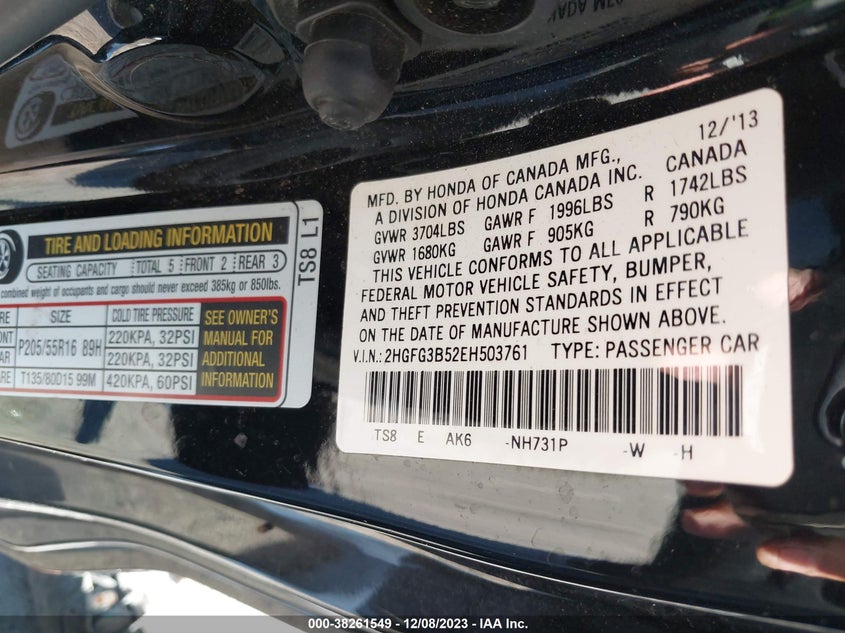 KADA M
TIRE AND LOADING INFORMATION
SEATING CAPACITY TOTAL 5 FRONT 2 REAR 3
combined weight of occupants and cargo should never exceed 385kg or 850lbs.
SIZE COLD TIRE PRESSURE
P205/55R16 89H 220KPA, 32PSI
220KPA, 32PSI
T135/80D15 99M 420KPA, 60PSI
SEE OWNER'S
MANUAL FOR
ADDITIONAL
INFORMATION
TS8 L1
12/'13
MFD. BY HONDA OF CANADA MFG.,
A DIVISION OF HONDA CANADA INC. CANADA
GVWR 3704LBS GAWR F 1996LBS R 1742LBS
GVWR 1680KG GAWR F 905KG R 790KG
THIS VEHICLE CONFORMS TO ALL APPLICABLE
FEDERAL MOTOR VEHICLE SAFETY, BUMPER,
AND THEFT PREVENTION STANDARDS IN EFFECT
ON THE DATE OF MANUFACTURE SHOWN ABOVE.
V.I.N.: 2HGFG3B52EH503761 TYPE: PASSENGER CAR
TS8 E AK6 -NH731P -W -H
000-38261549 - 12/08/2023 - IAA Inc.